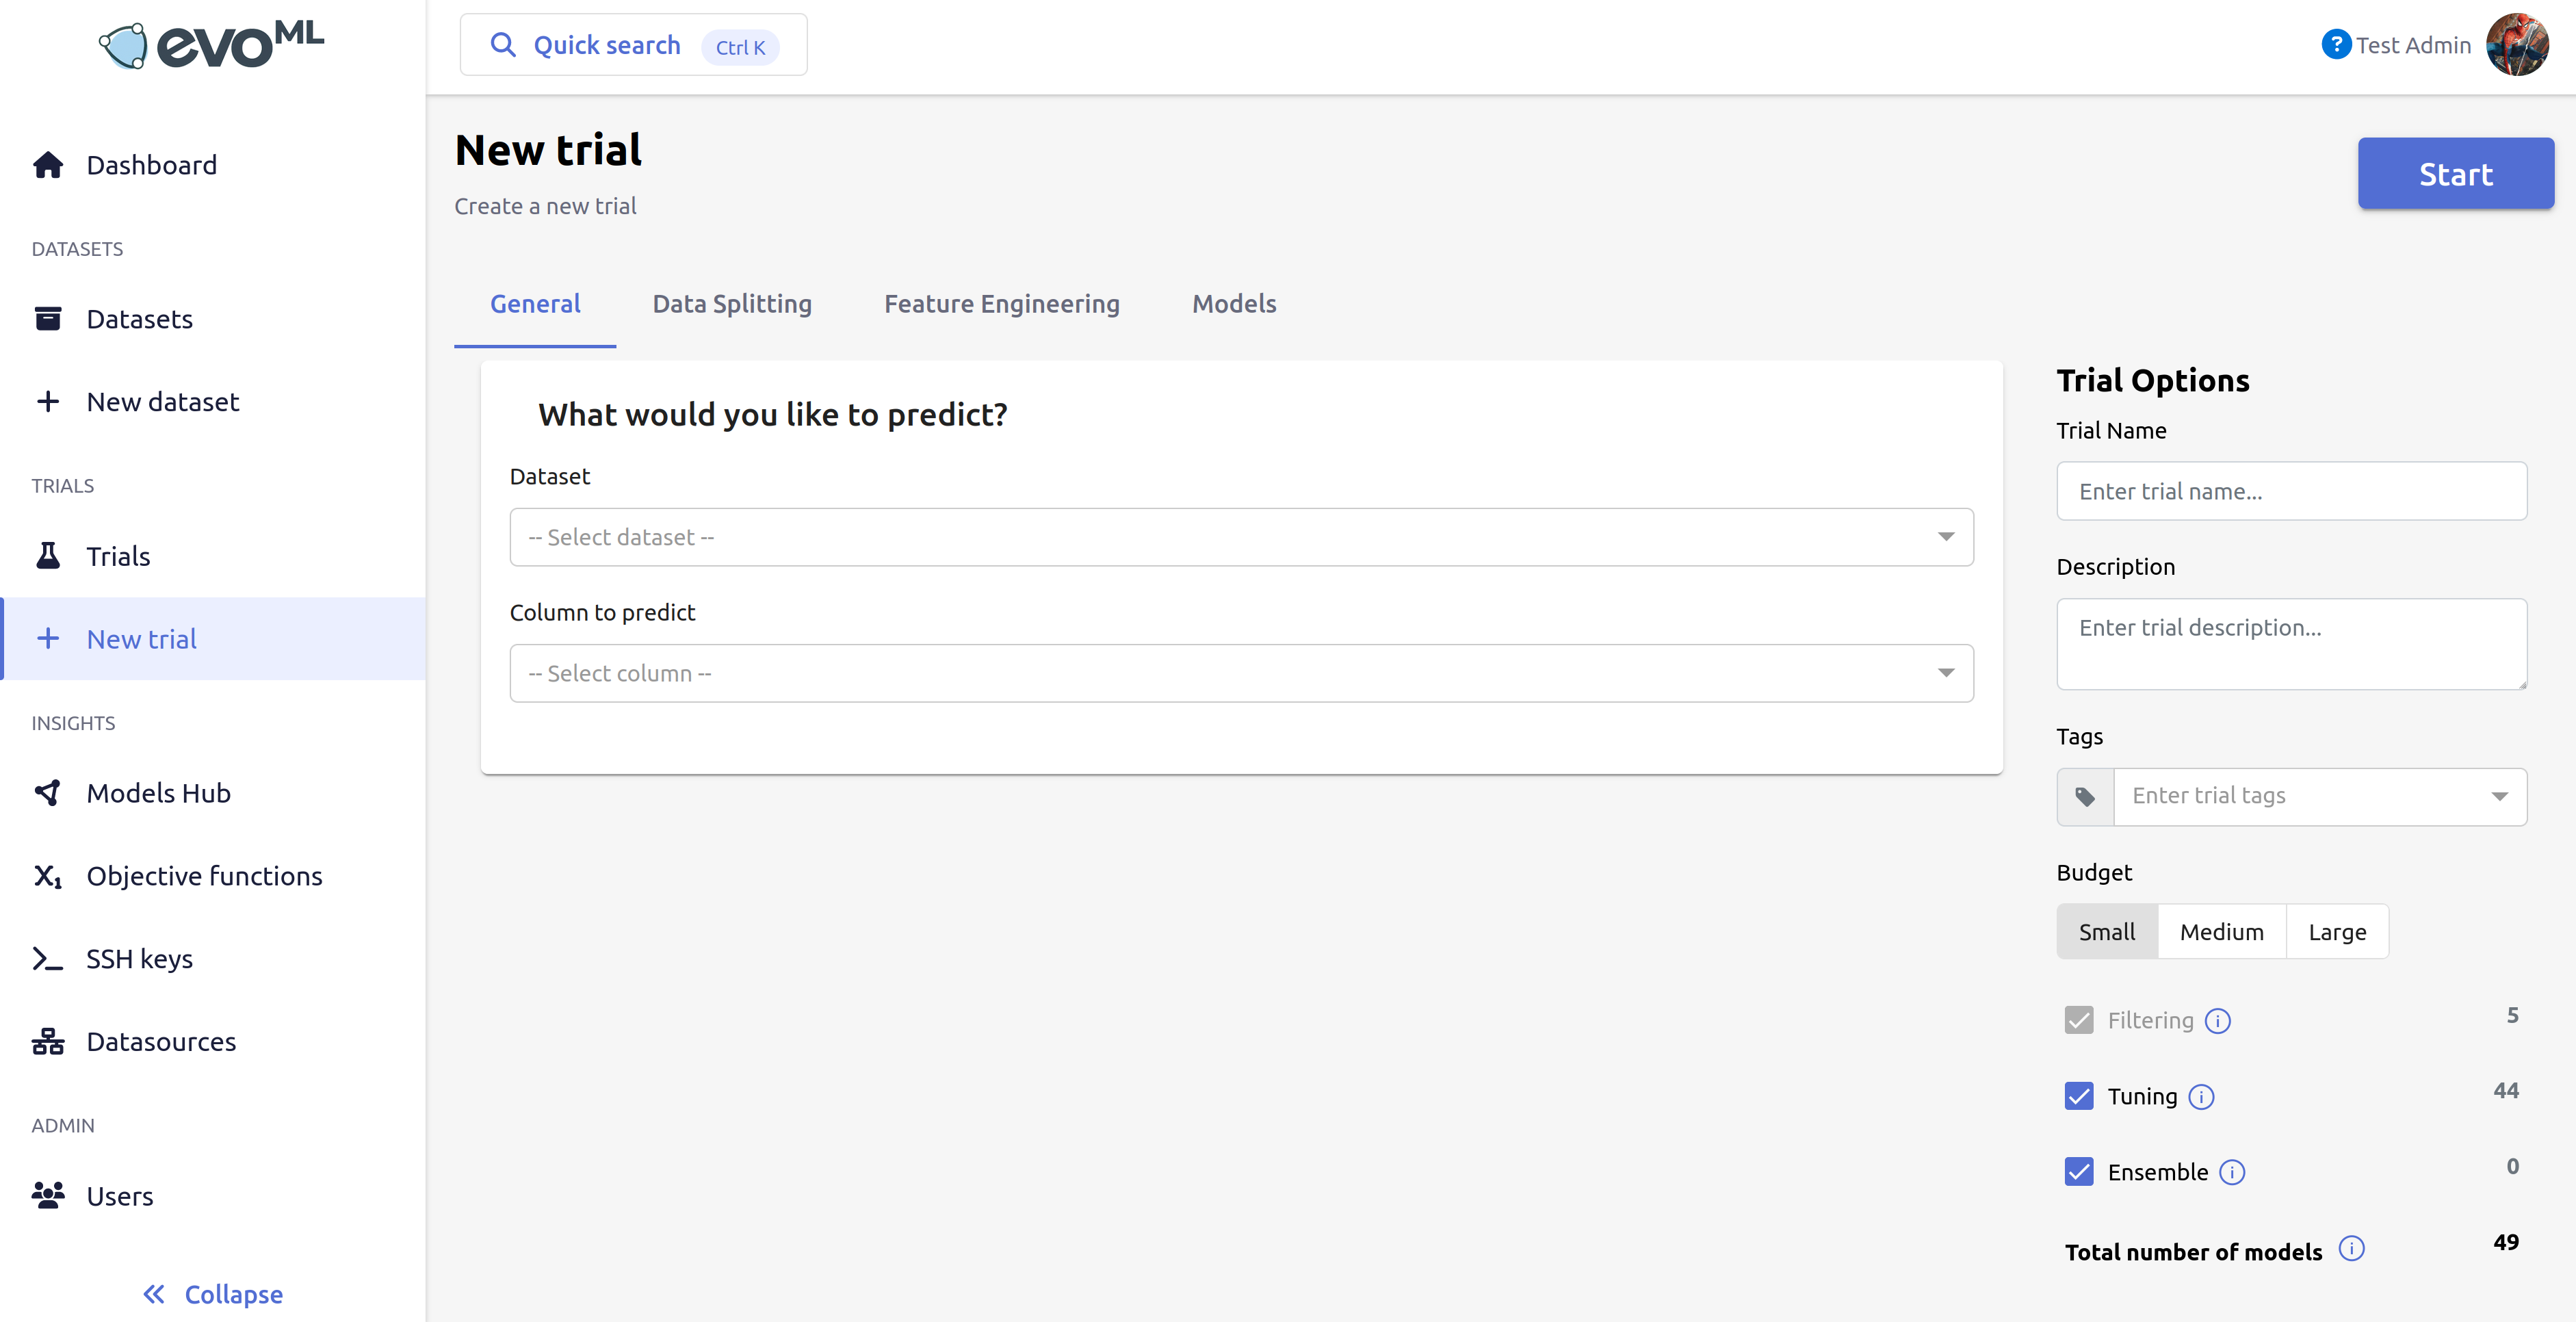 evoML
Quick search Ctrl K
? Test Admin
Dashboard
DATASETS
Datasets
New dataset
TRIALS
Trials
New trial
INSIGHTS
Models Hub
X1 Objective functions
SSH keys
Datasources
ADMIN
Users
Collapse
New trial
Create a new trial
Start
General Data Splitting Feature Engineering Models
What would you like to predict?
Dataset
-- Select dataset --
Column to predict
-- Select column --
Trial Options
Trial Name
Enter trial name...
Description
Enter trial description...
Tags
Enter trial tags
Budget
Small Medium Large
Filtering i 5
Tuning i 44
Ensemble i 0
Total number of models i 49